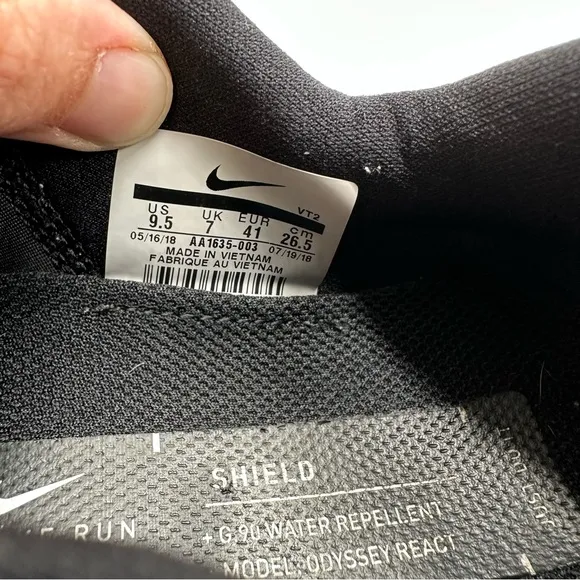 US UK EUR cm VT2
9.5 7 41 26.5
05/16/18 AA1635-003 07/19/18
MADE IN VIETNAM
FABRIQUE AU VIETNAM
SHIELD
RUN + G.90 WATER REPELLENT
MODEL: ODYSSEY REACT